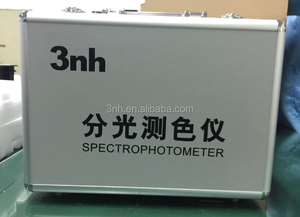 3nh
3nh.en.alibaba.com
分光测色仪
SPECTROPHOTOMETER